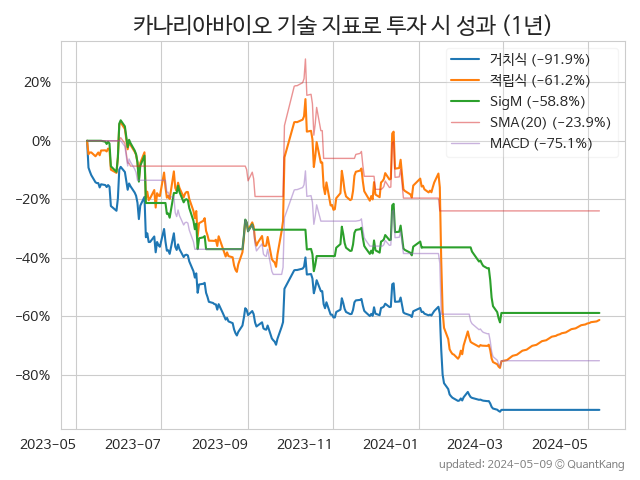 카나리아바이오 기술 지표로 투자 시 성과 (1년)
거치식 (−91.9%)
적립식 (−61.2%)
SigM (−58.8%)
SMA(20) (−23.9%)
MACD (−75.1%)
20%
0%
−20%
−40%
−60%
−80%
2023-05 2023-07 2023-09 2023-11 2024-01 2024-03 2024-05
updated: 2024-05-09 © QuantKang